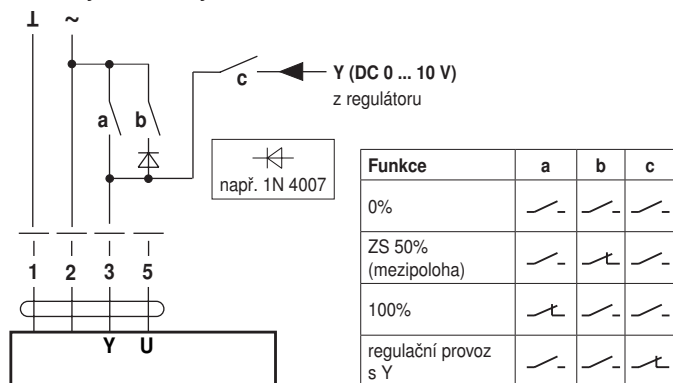 ⊥ ~
c
Y (DC 0 ... 10 V)
z regulátoru
a b
např. 1N 4007
1 2 3 5
Y U
Funkce a b c
0%
ZS 50%
(mezipoloha)
100%
regulační provoz
s Y